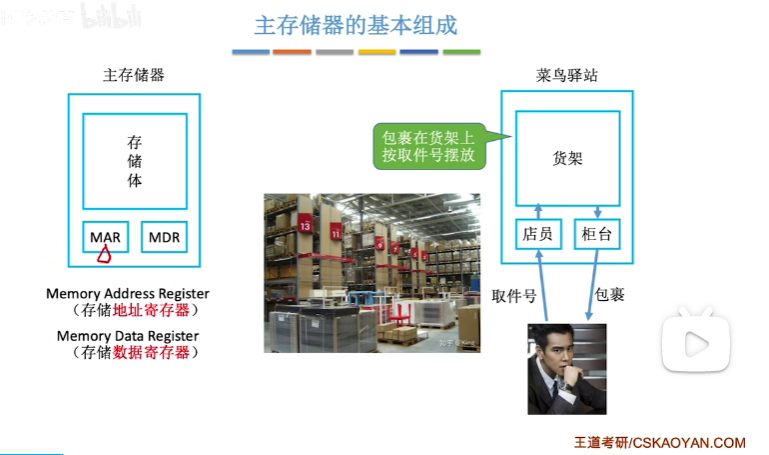 bilibili
主存储器的基本组成
主存储器
存
储
体
MAR
MDR
Memory Address Register
（存储地址寄存器）
Memory Data Register
（存储数据寄存器）
包裹在货架上
按取件号摆放
13
11
菜鸟驿站
货架
店员
柜台
取件号
包裹
王道考研/CSKAOYAN.COM